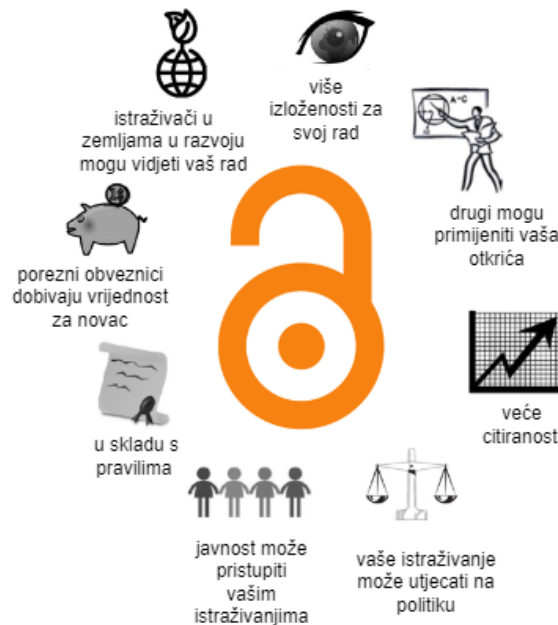 više
izloženosti za
svoj rad
drugi mogu
primijeniti vaša
otkrića
veće
citiranost
vaše istraživanje
može utjecati na
politiku
javnost može
pristupiti
vašim
istraživanjima
u skladu s
pravilima
porezni obveznici
dobivaju vrijednost
za novac
istraživači u
zemljama u razvoju
mogu vidjeti vaš rad